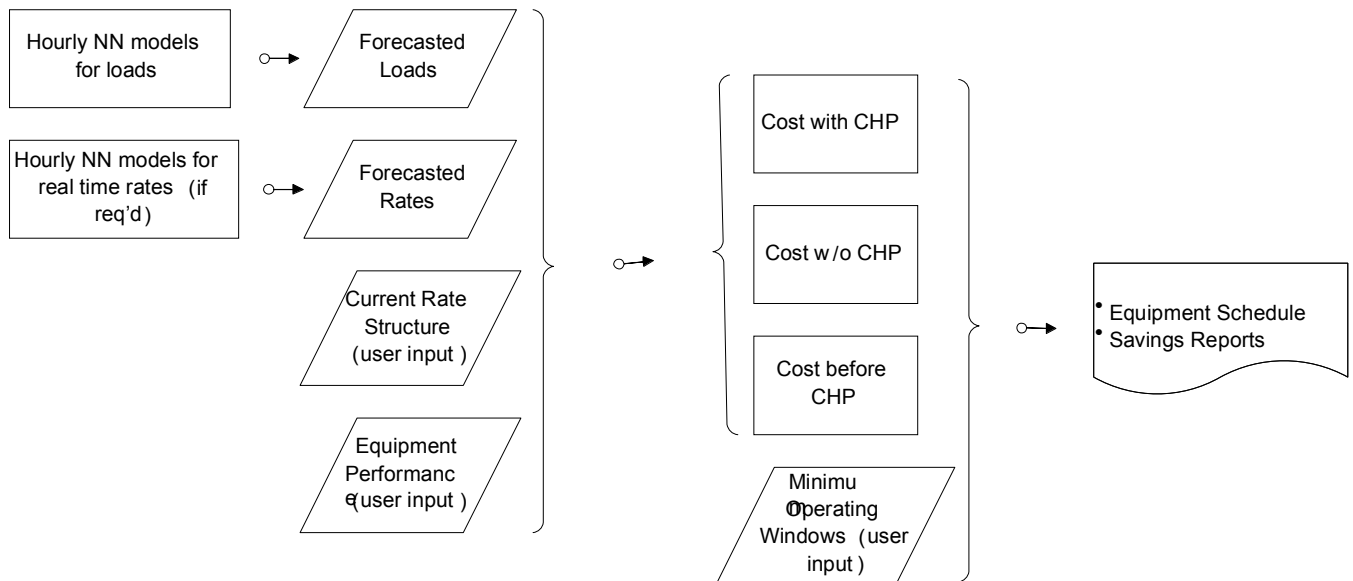 Hourly NN models
for loads
Forecasted
Loads
Hourly NN models for
real time rates (if
req'd)
Forecasted
Rates
Current Rate
Structure
(user input)
Equipment
Performanc
e(user input)
Cost with CHP
Cost w/o CHP
Cost before
CHP
Minimu
m
Operating
Windows (user
input)
• Equipment Schedule
• Savings Reports